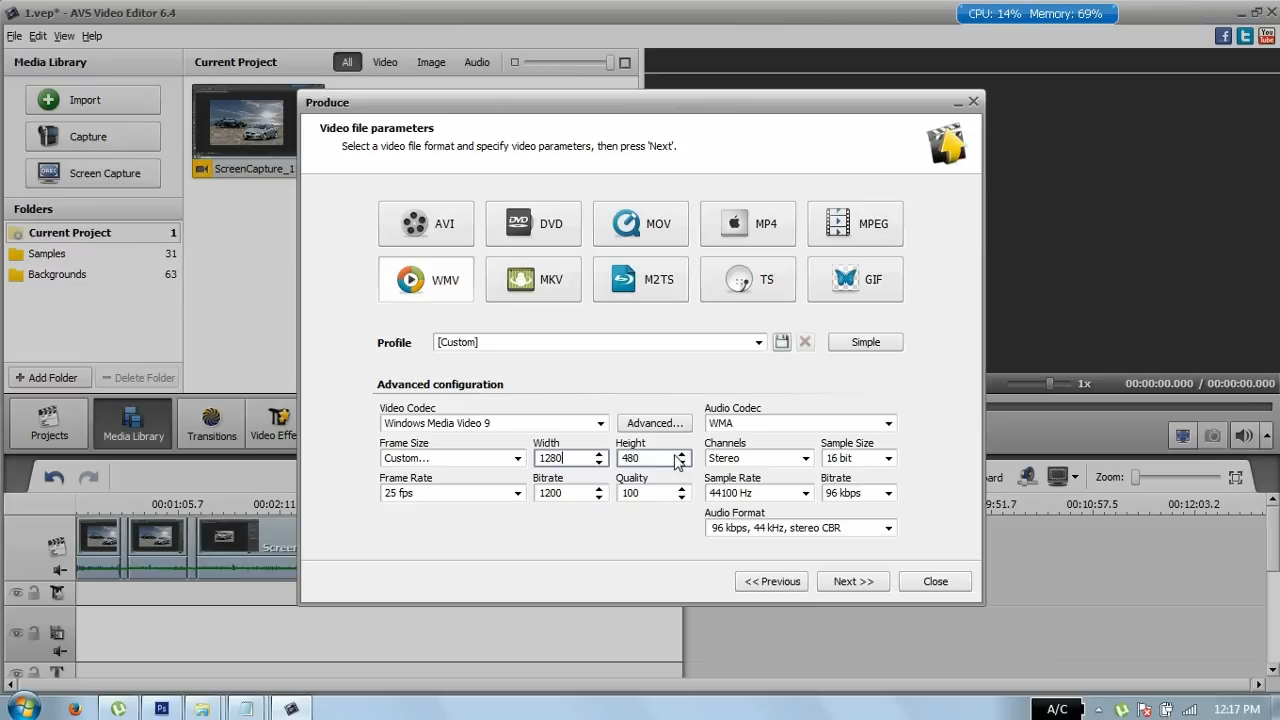 1.vep* - AVS Video Editor 6.4
CPU: 14% Memory: 69%
File Edit View Help
Media Library
Current Project
All Video Image Audio
Import
Capture
Screen Capture
ScreenCapture_1
Folders
Current Project 1
Samples 31
Backgrounds 63
Add Folder
Delete Folder
Produce
Video file parameters
Select a video file format and specify video parameters, then press 'Next'.
AVI
DVD
MOV
MP4
MPEG
WMV
MKV
M2TS
TS
GIF
Profile [Custom]
Simple
Advanced configuration
Video Codec
Windows Media Video 9
Advanced...
Frame Size Width Height
Custom... 1280 480
Frame Rate Bitrate Quality
25 fps 1200 100
Audio Codec
WMA
Channels Sample Size
Stereo 16 bit
Sample Rate Bitrate
44100 Hz 96 kbps
Audio Format
96 kbps, 44 kHz, stereo CBR
<< Previous
Next >>
Close
1x 00:00:00.000 / 00:00:00.000
Projects
Media Library
Transitions
Video Effe
Zoom:
00:01:05.7 00:02:11
9:51.7 00:10:57.5 00:12:03.2
Screen
A/C
12:17 PM